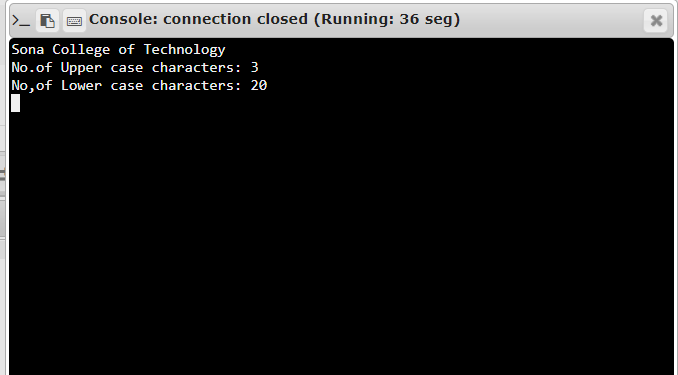 Console: connection closed (Running: 36 seg)
Sona College of Technology
No.of Upper case characters: 3
No,of Lower case characters: 20